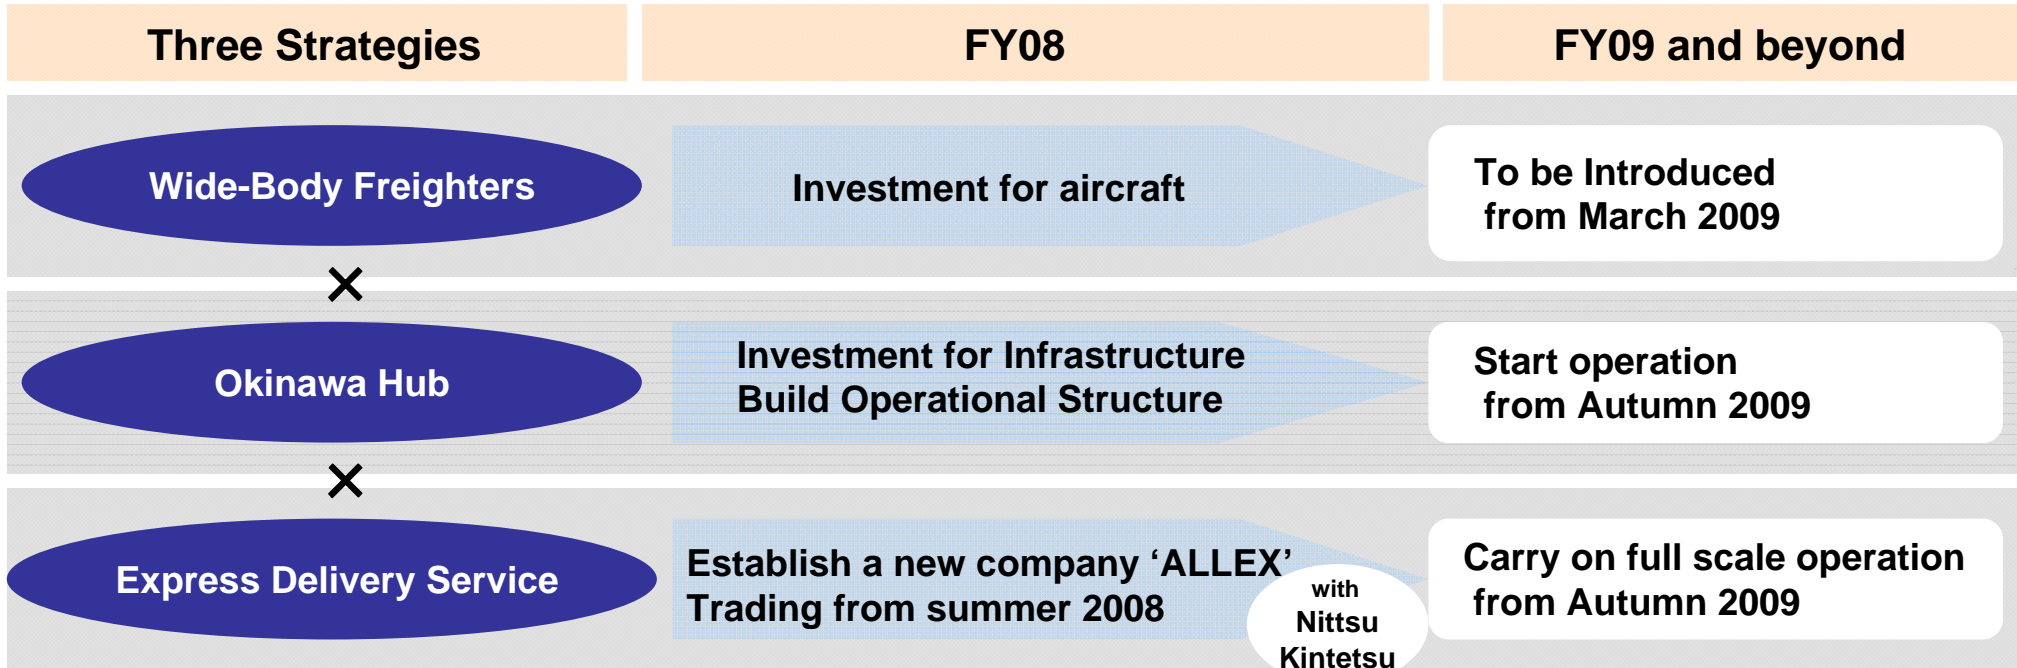 Three Strategies
FY08
FY09 and beyond
Wide-Body Freighters
Investment for aircraft
To be Introduced
from March 2009
×
Okinawa Hub
Investment for Infrastructure
Build Operational Structure
Start operation
from Autumn 2009
×
Express Delivery Service
Establish a new company ‘ALLEX’
Trading from summer 2008
with
Nittsu
Kintetsu
Carry on full scale operation
from Autumn 2009